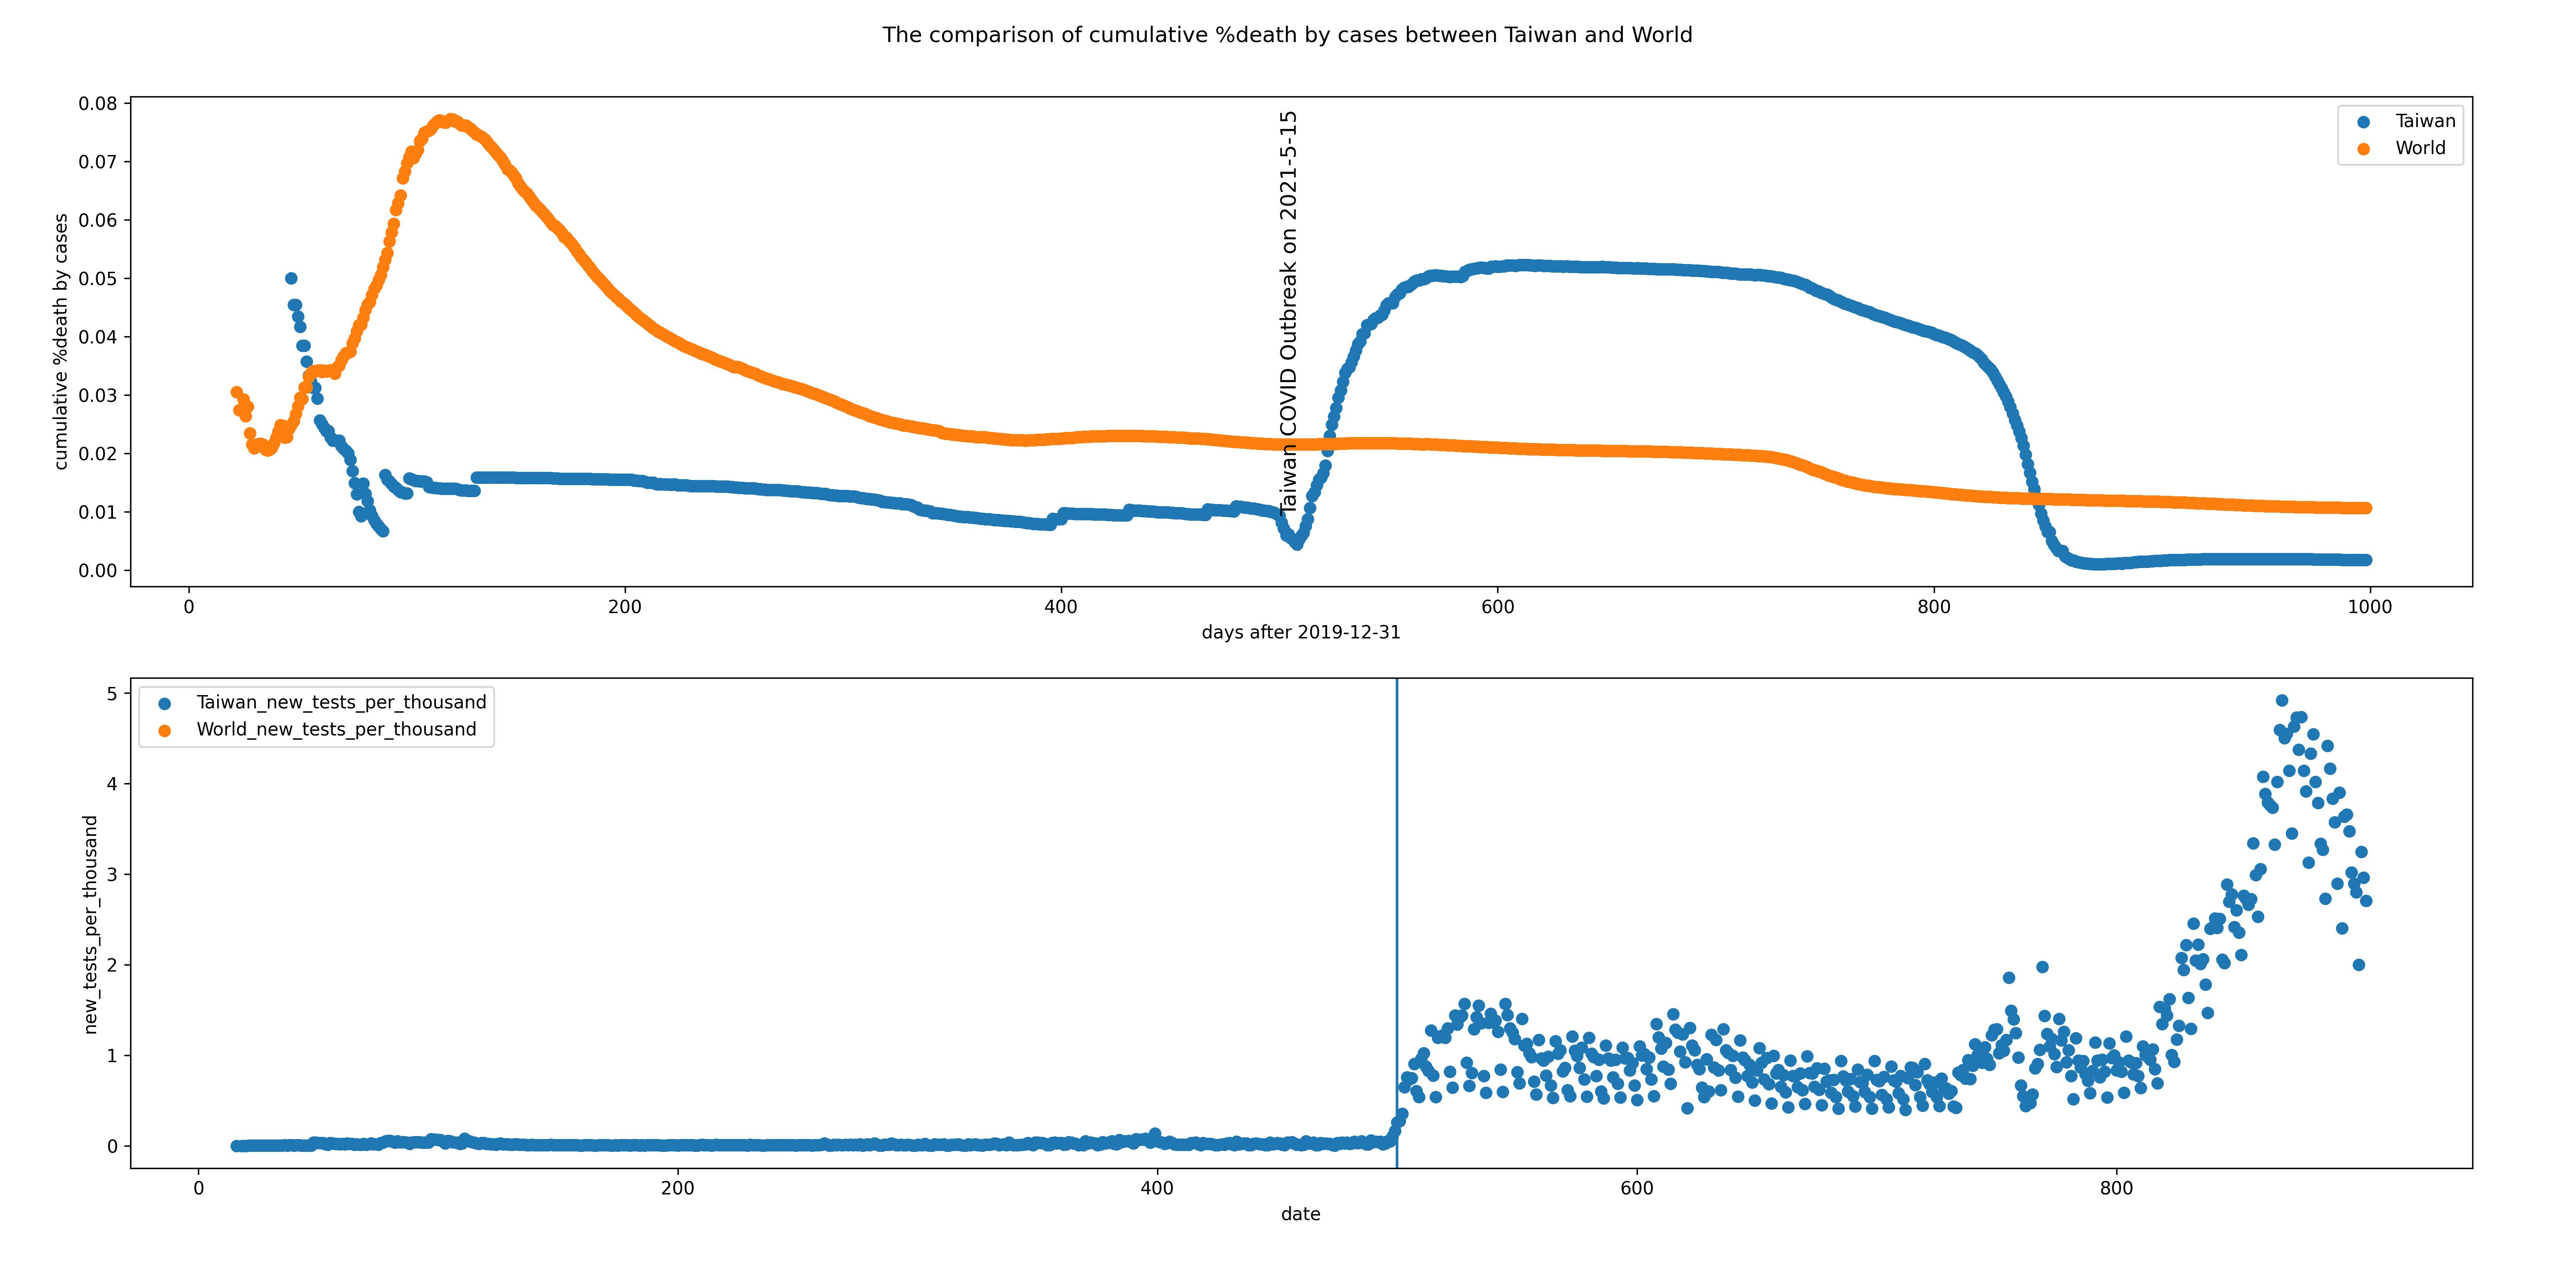 The comparison of cumulative %death by cases between Taiwan and World
cumulative %death by cases
0.08
0.07
0.06
0.05
0.04
0.03
0.02
0.01
0.00
Taiwan COVID Outbreak on 2021-5-15
Taiwan
World
0 200 400 600 800 1000
days after 2019-12-31
new_tests_per_thousand
5
4
3
2
1
0
Taiwan_new_tests_per_thousand
World_new_tests_per_thousand
0 200 400 600 800
date